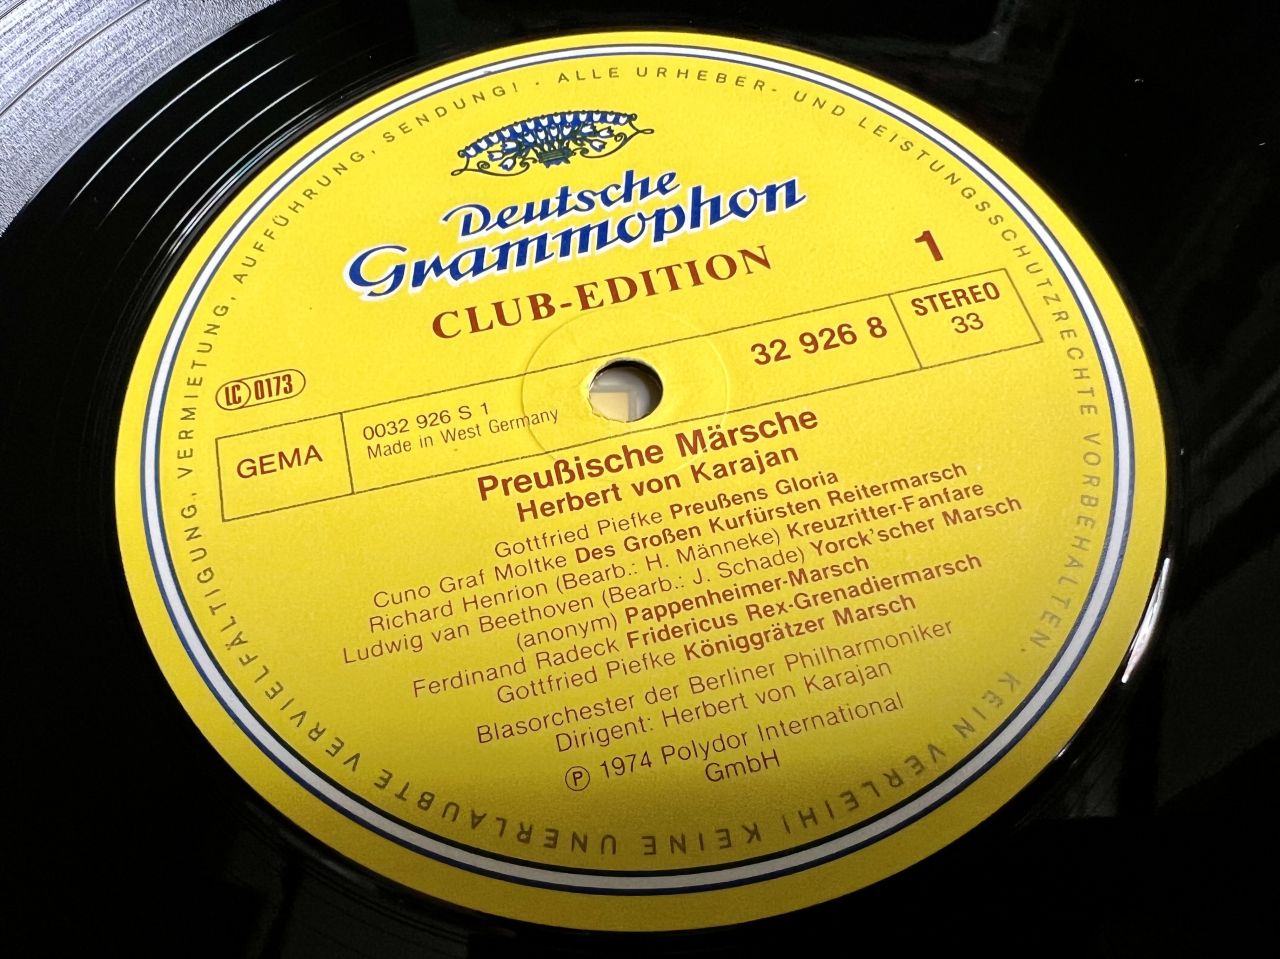 ALLE URHEBER- UND LEISTUNGSSCHUTZRECHTE VORBEHALTEN. KEIN VERLEIH! KEINE UNERLAUBTE VERVIELFÄLTIGUNG, VERMIETUNG, AUFFÜHRUNG, SENDUNG! ·
Deutsche
Grammophon
CLUB-EDITION
1
LC 0173
GEMA
0032 926 S 1
Made in West Germany
32 926 8
STEREO
33
Preußische Märsche
Herbert von Karajan
Gottfried Piefke Preußens Gloria
Cuno Graf Moltke Des Großen Kurfürsten Reitermarsch
Richard Henrion (Bearb.: H. Männeke) Kreuzritter-Fanfare
Ludwig van Beethoven (Bearb.: J. Schade) Yorck'scher Marsch
(anonym) Pappenheimer-Marsch
Ferdinand Radeck Fridericus Rex-Grenadiermarsch
Gottfried Piefke Königgrätzer Marsch
Blasorchester der Berliner Philharmoniker
Dirigent: Herbert von Karajan
Ⓟ 1974 Polydor International
GmbH